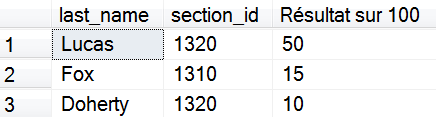 last_name section_id Résultat sur 100
1 Lucas 1320 50
2 Fox 1310 15
3 Doherty 1320 10